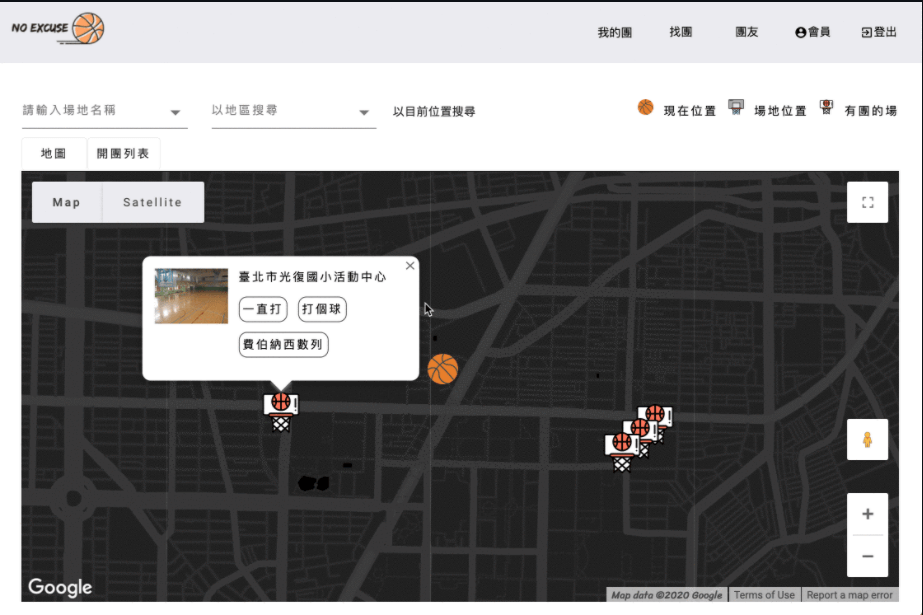 NO EXCUSE
我的團 找團 團友 會員 登出
請輸入場地名稱 以地區搜尋 以目前位置搜尋 現在位置 場地位置 有團的場
地圖 開團列表
Map Satellite
臺北市光復國小活動中心
一直打 打個球
費伯納西數列
Google
Map data ©2020 Google Terms of Use Report a map error